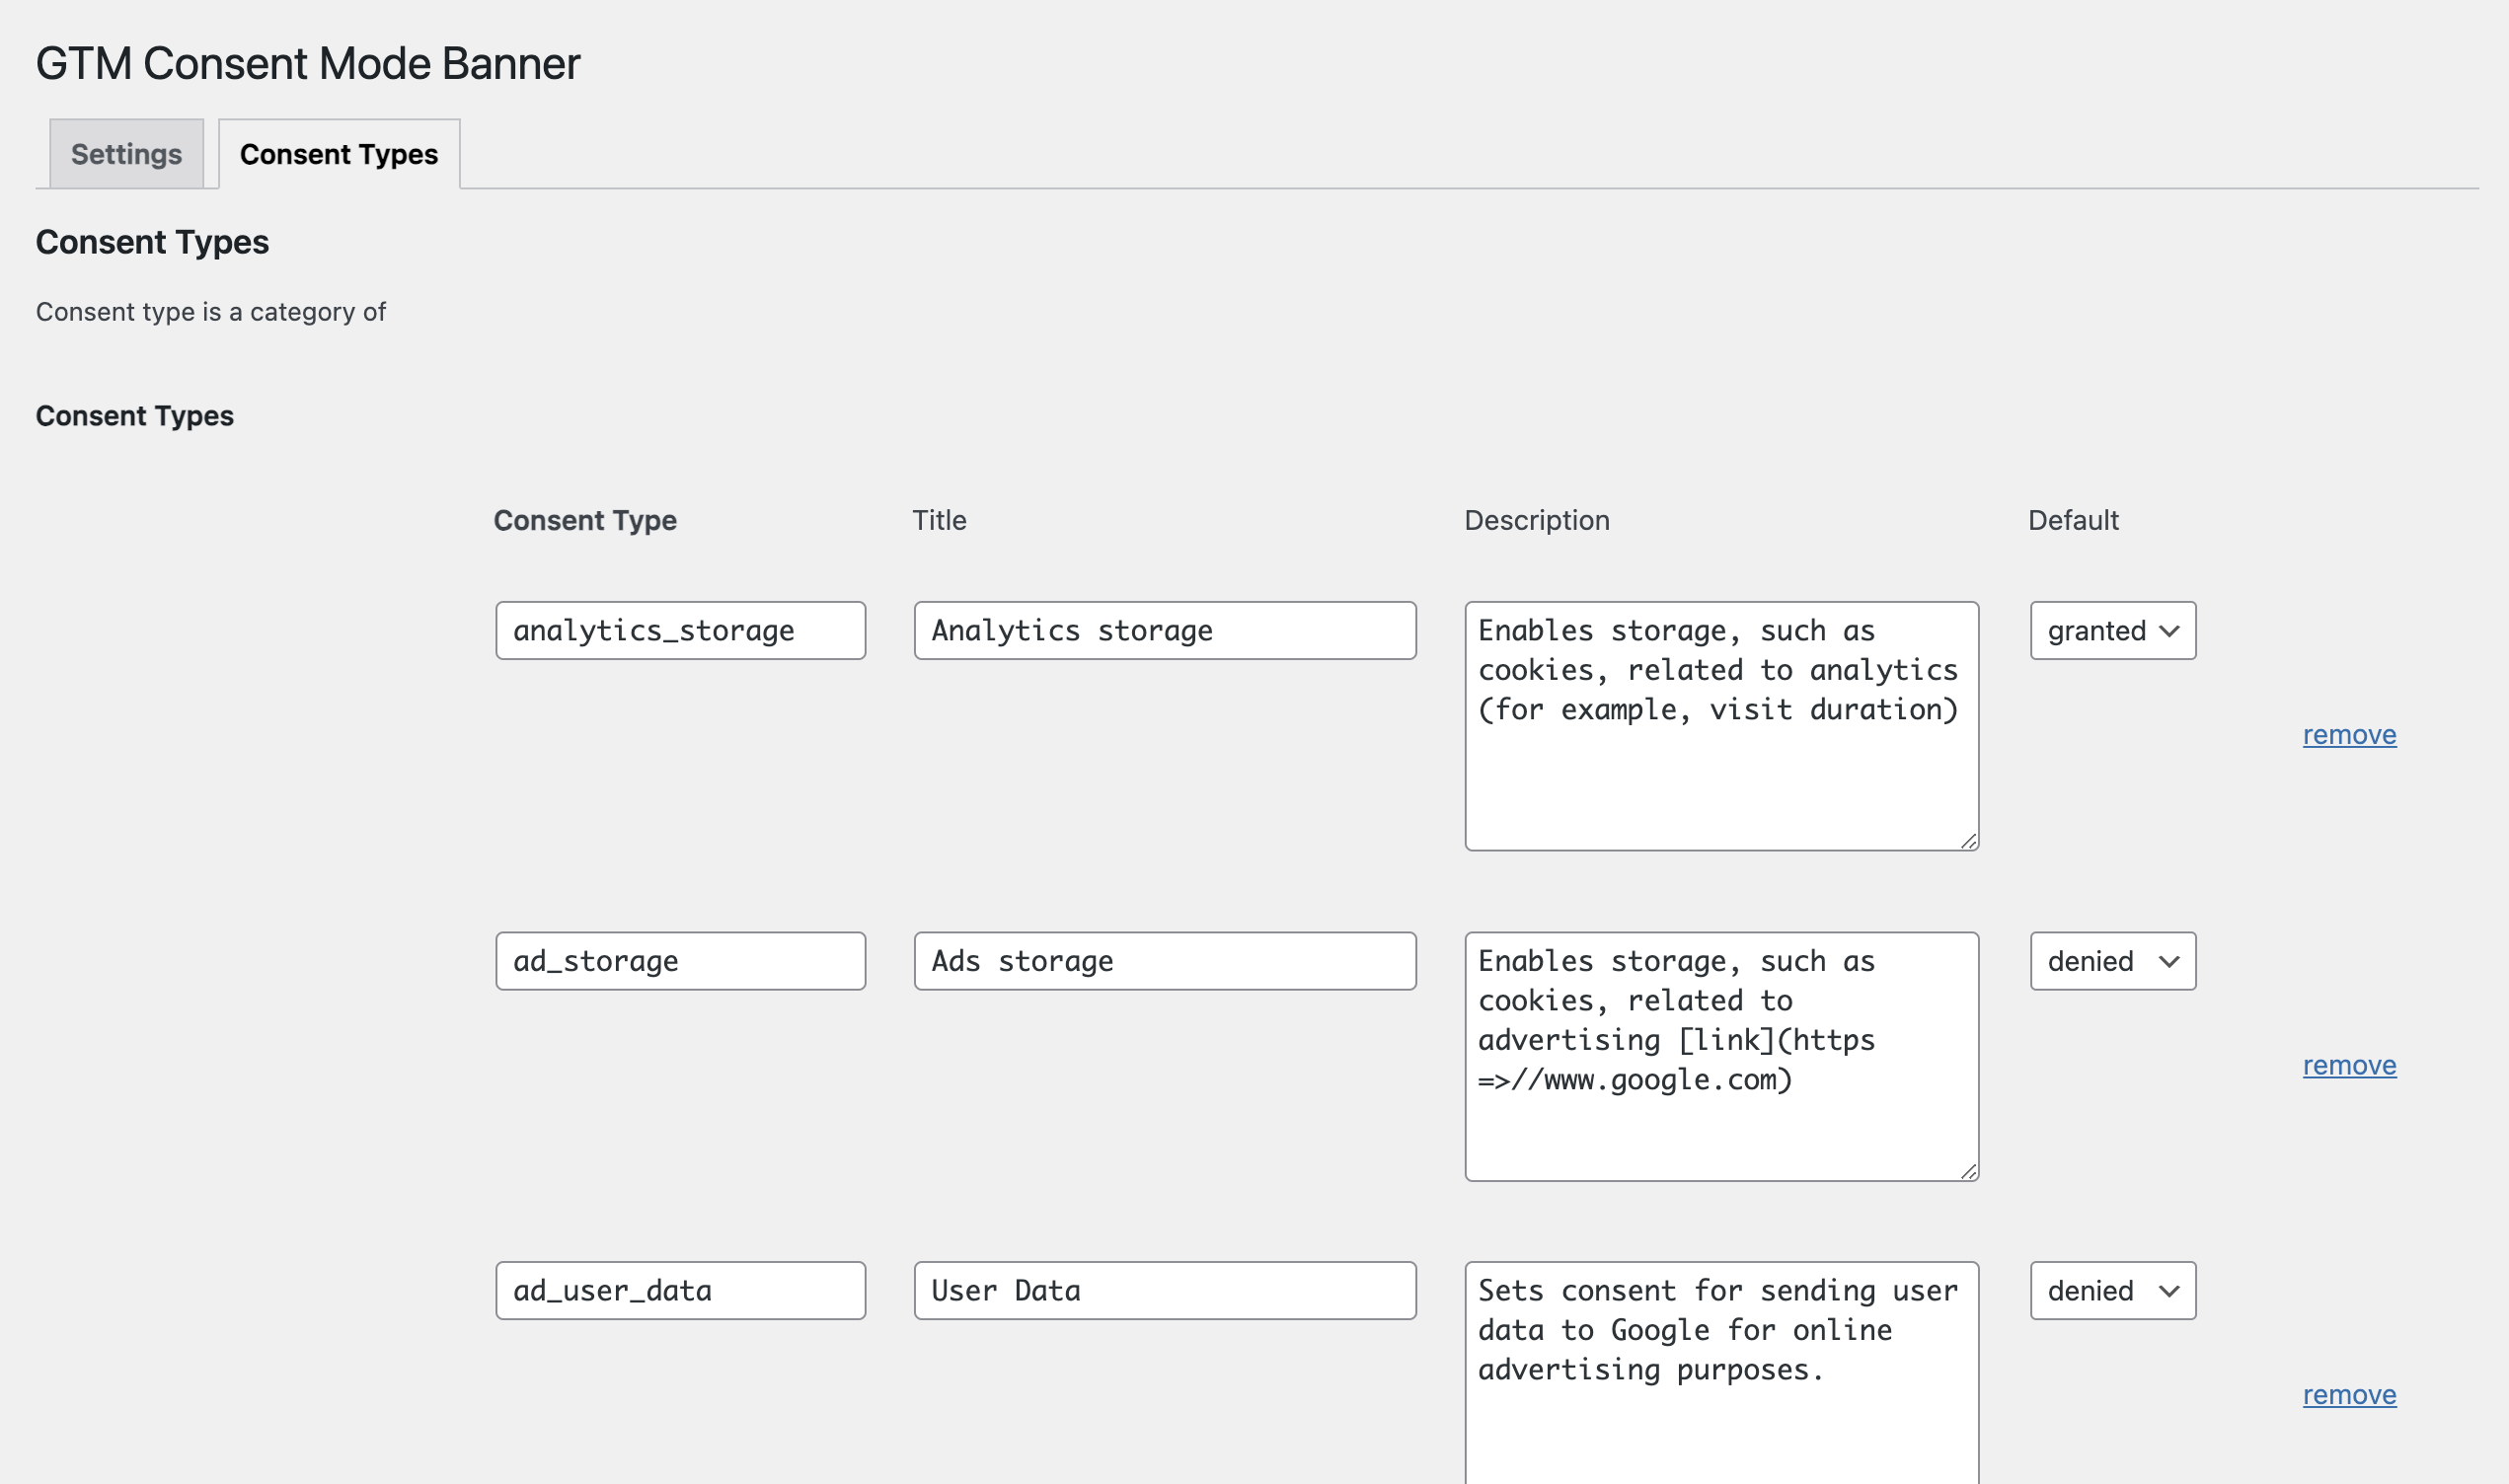 GTM Consent Mode Banner
Settings Consent Types
Consent Types
Consent type is a category of
Consent Types
Consent Type Title Description Default
analytics_storage Analytics storage Enables storage, such as granted
cookies, related to analytics
(for example, visit duration)
remove
ad_storage Ads storage Enables storage, such as denied
cookies, related to
advertising [link](https
=>//www.google.com)
remove
ad_user_data User Data Sets consent for sending user denied
data to Google for online
advertising purposes.
remove